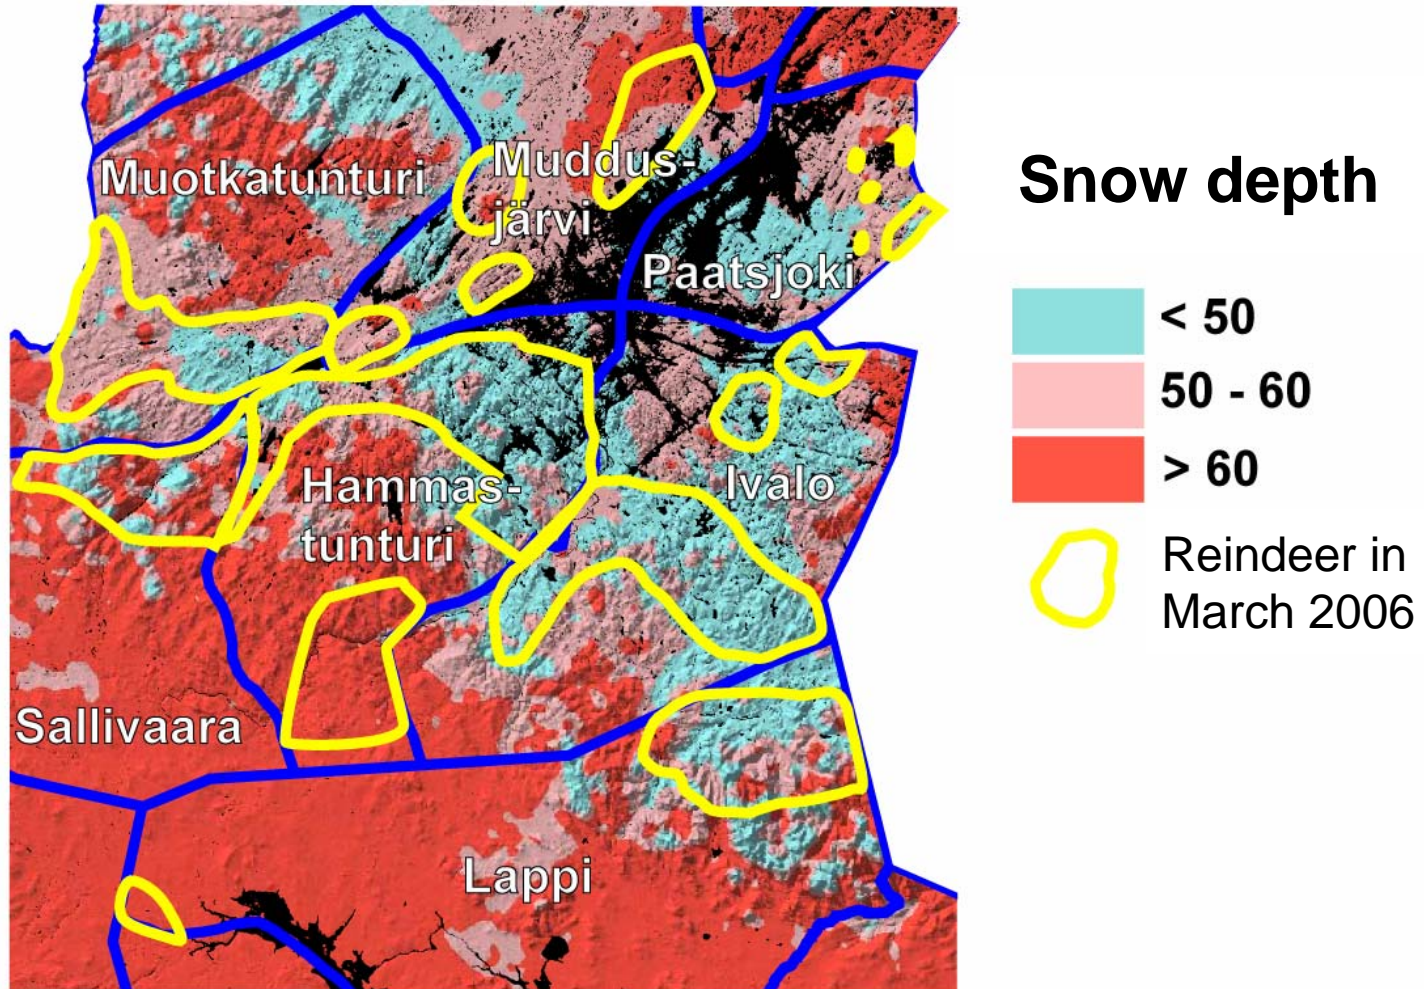 Muotkatunturi
Muddus-
järvi
Paatsjoki
Hammas-
tunturi
Ivalo
Sallivaara
Lappi
Snow depth
< 50
50 - 60
> 60
Reindeer in
March 2006